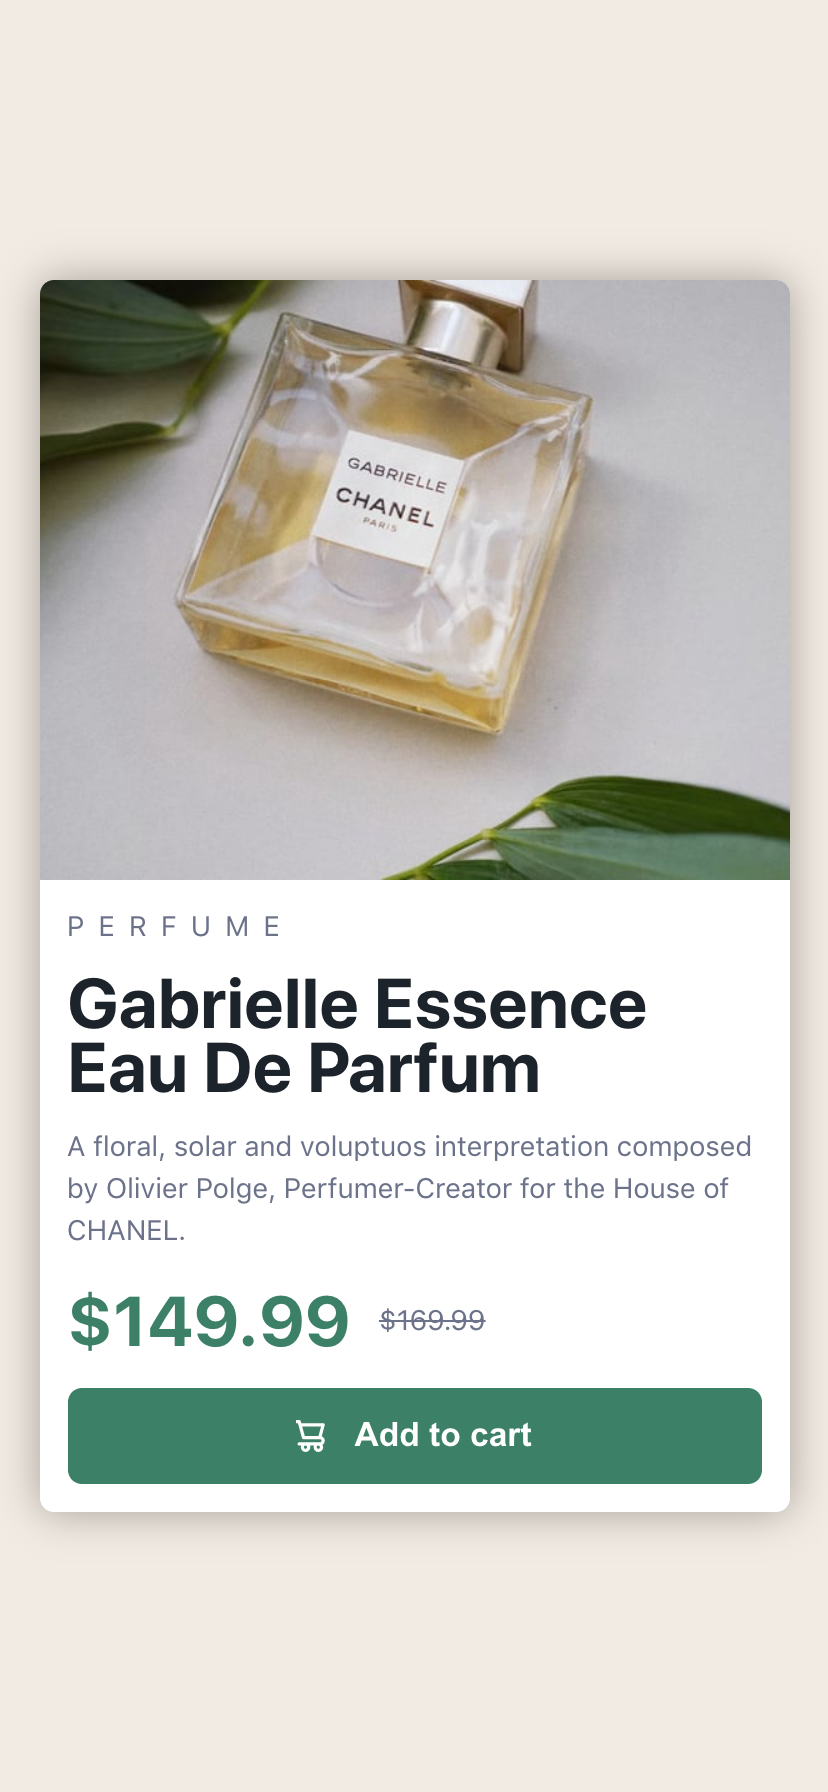 GABRIELLE
CHANEL
PARIS
PERFUME
Gabrielle Essence
Eau De Parfum
A floral, solar and voluptuos interpretation composed
by Olivier Polge, Perfumer-Creator for the House of
CHANEL.
$149.99 $169.99
Add to cart